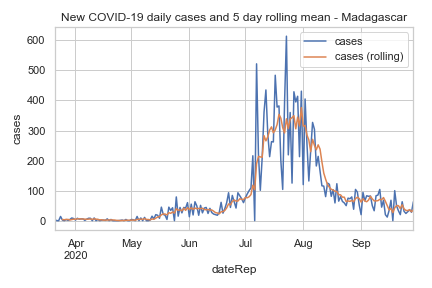 New COVID-19 daily cases and 5 day rolling mean - Madagascar
cases
cases (rolling)
600
500
400
300
200
100
0
cases
Apr
2020
May
Jun
Jul
Aug
Sep
dateRep